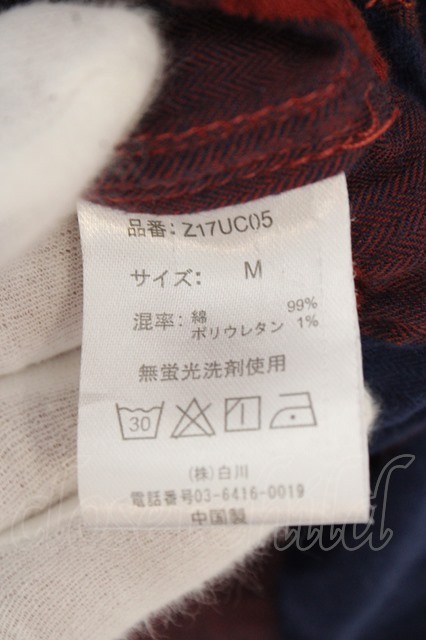 品番: Z17UC05
サイズ: M
混率: 綿 99%
ポリウレタン 1%
無蛍光洗剤使用
30
(株)白川
電話番号03-6416-0019
中国製